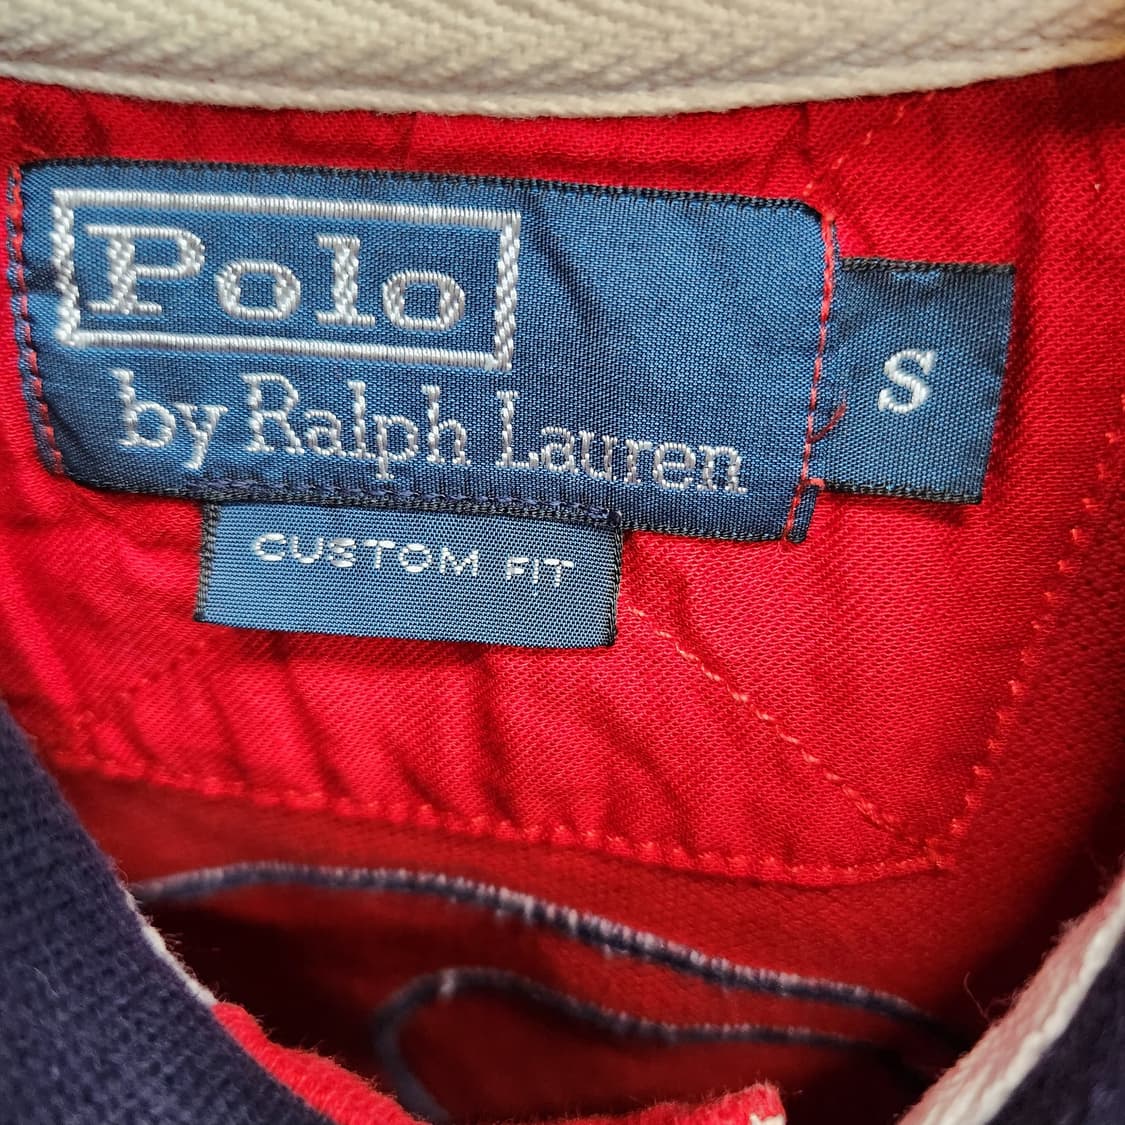 Polo
by Ralph Lauren
S
CUSTOM FIT